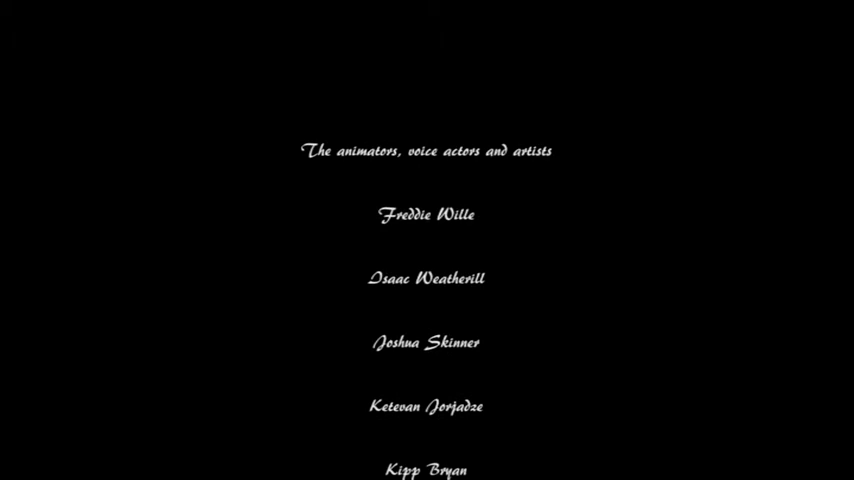 The animators, voice actors and artists
Freddie Wille
Isaac Weatherill
Joshua Skinner
Ketevan Jorjadze
Kipp Bryan